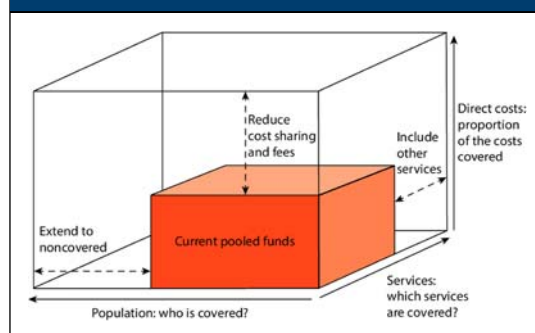 Reduce
cost sharing
and fees
Include
other
services
Direct costs:
proportion
of the costs
covered
Extend to
noncovered
Current pooled funds
Services:
which services
are covered?
Population: who is covered?